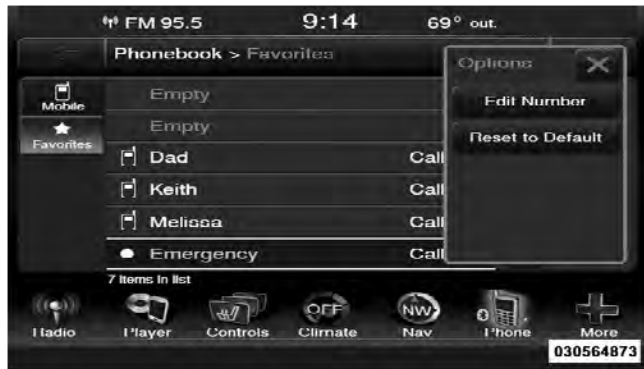 FM 95.5 9:14 69° out.
Phonebook > Favorites
Options
Mobile
Empty
Edit Number
Favorites
Empty
Reset to Default
Dad Call
Keith Call
Melissa Call
Emergency Call
7 Items in list
OFF NW
Radio Player Controls Climate Nav Phone More
030564873